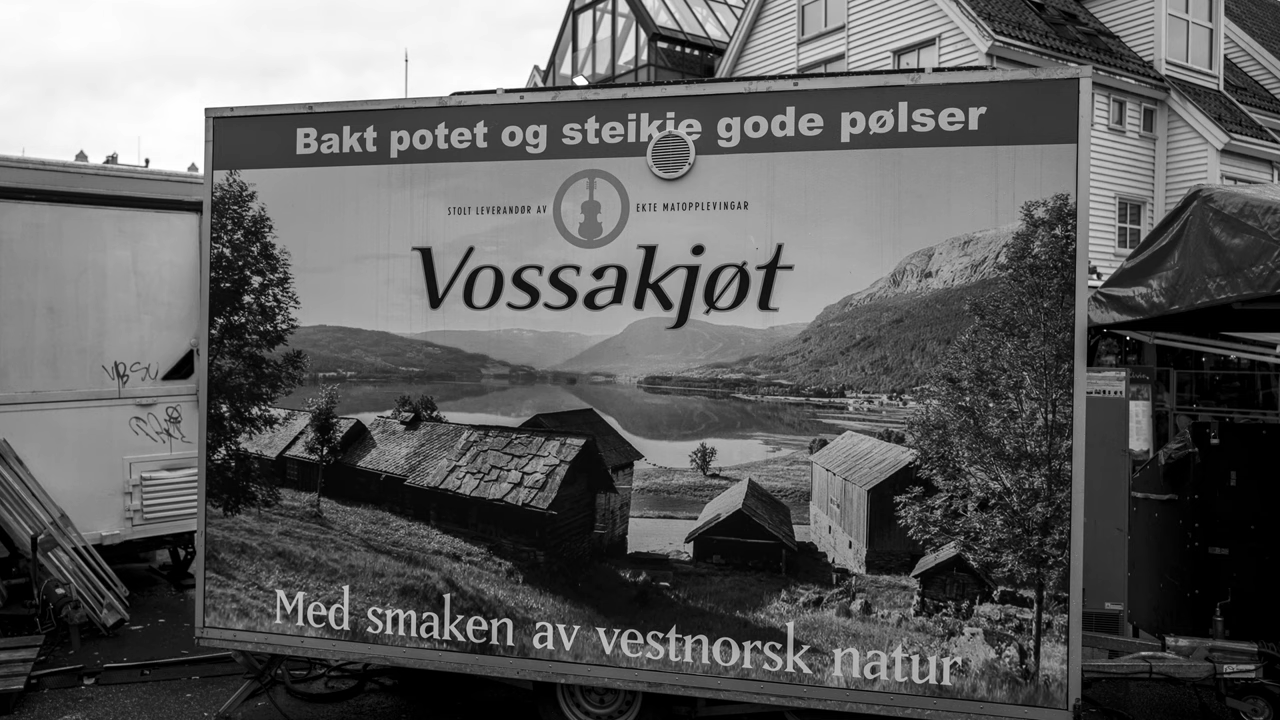 Bakt potet og steikje gode pølser
STOLT LEVERANDØR AV EKTE MATOPPLEVINGAR
Vossakjøt
Med smaken av vestnorsk natur